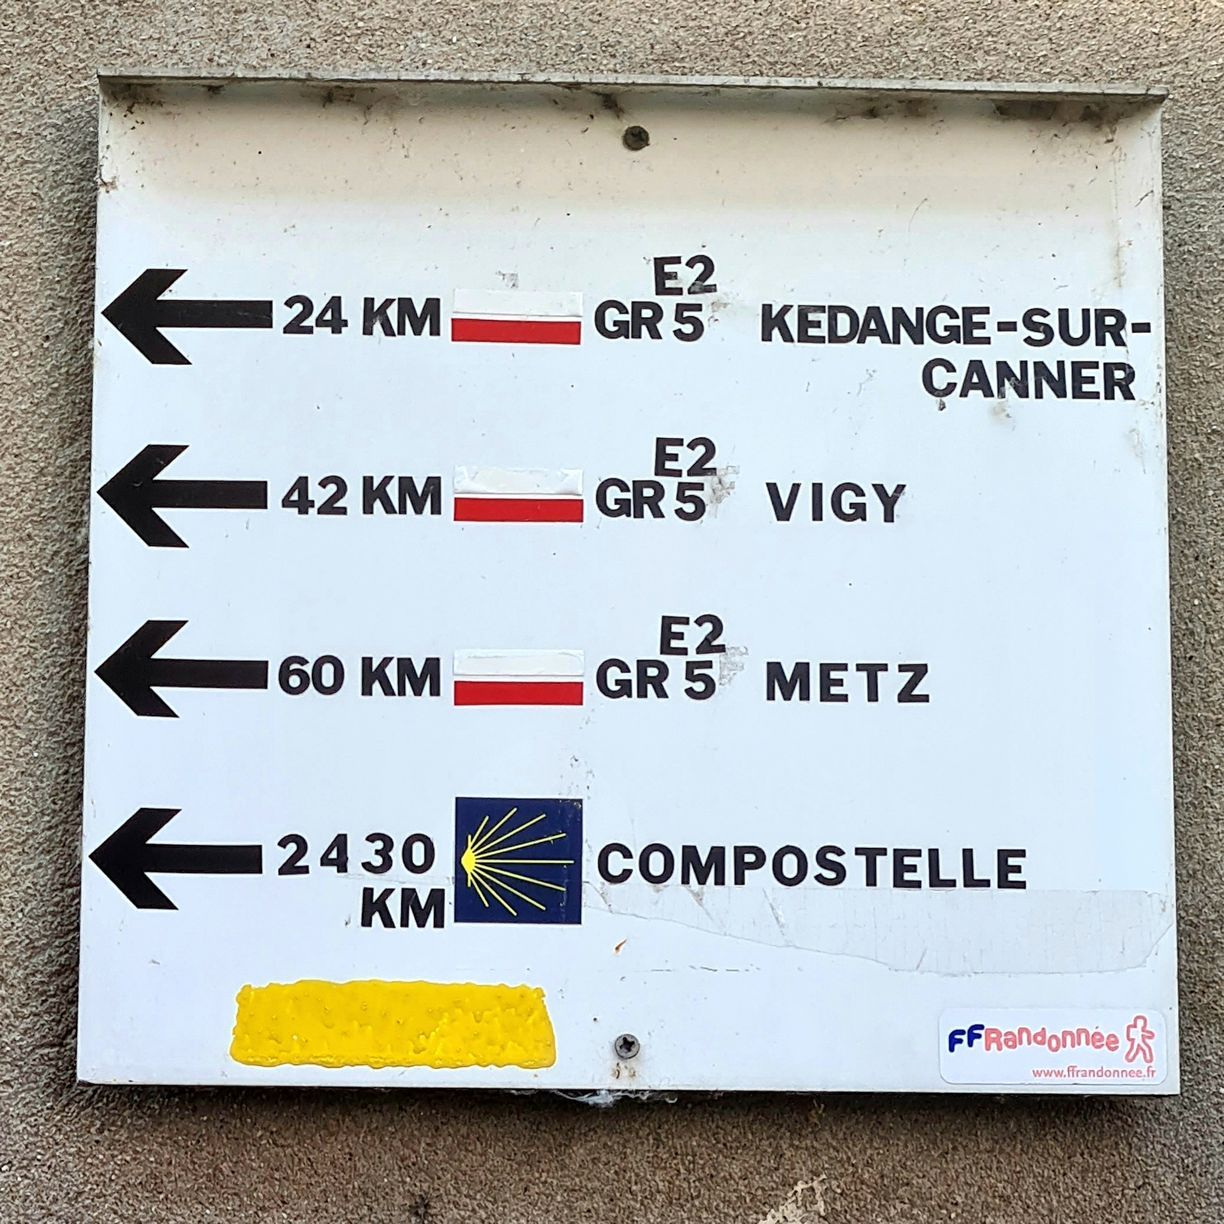 24 KM E2 GR 5 KEDANGE-SUR-
CANNER
42 KM E2 GR 5 VIGY
60 KM E2 GR 5 METZ
2430 COMPOSTELLE
KM
FFRandonnée
www.ffrandonnee.fr